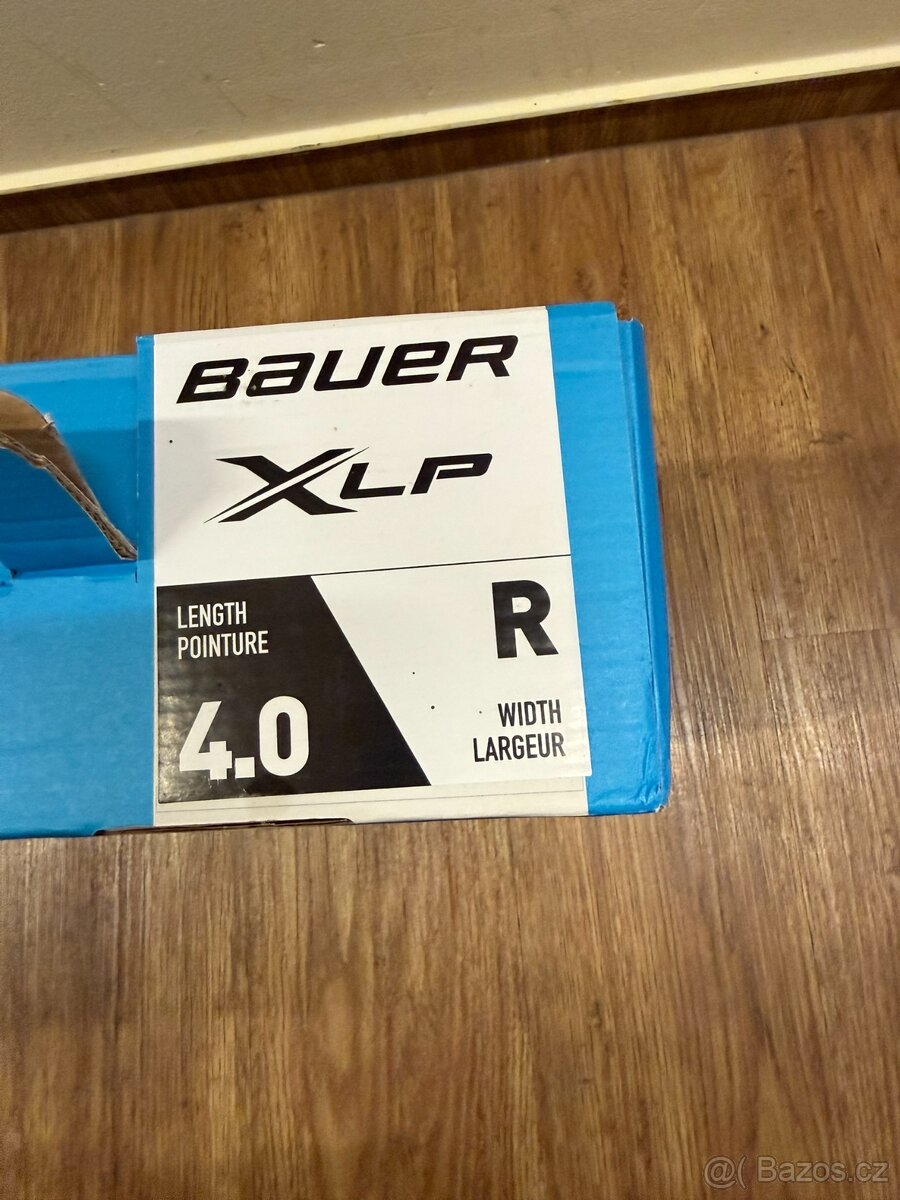 BAUER
XLP
LENGTH
POINTURE
4.0
R
WIDTH
LARGEUR
@( Bazos.cz